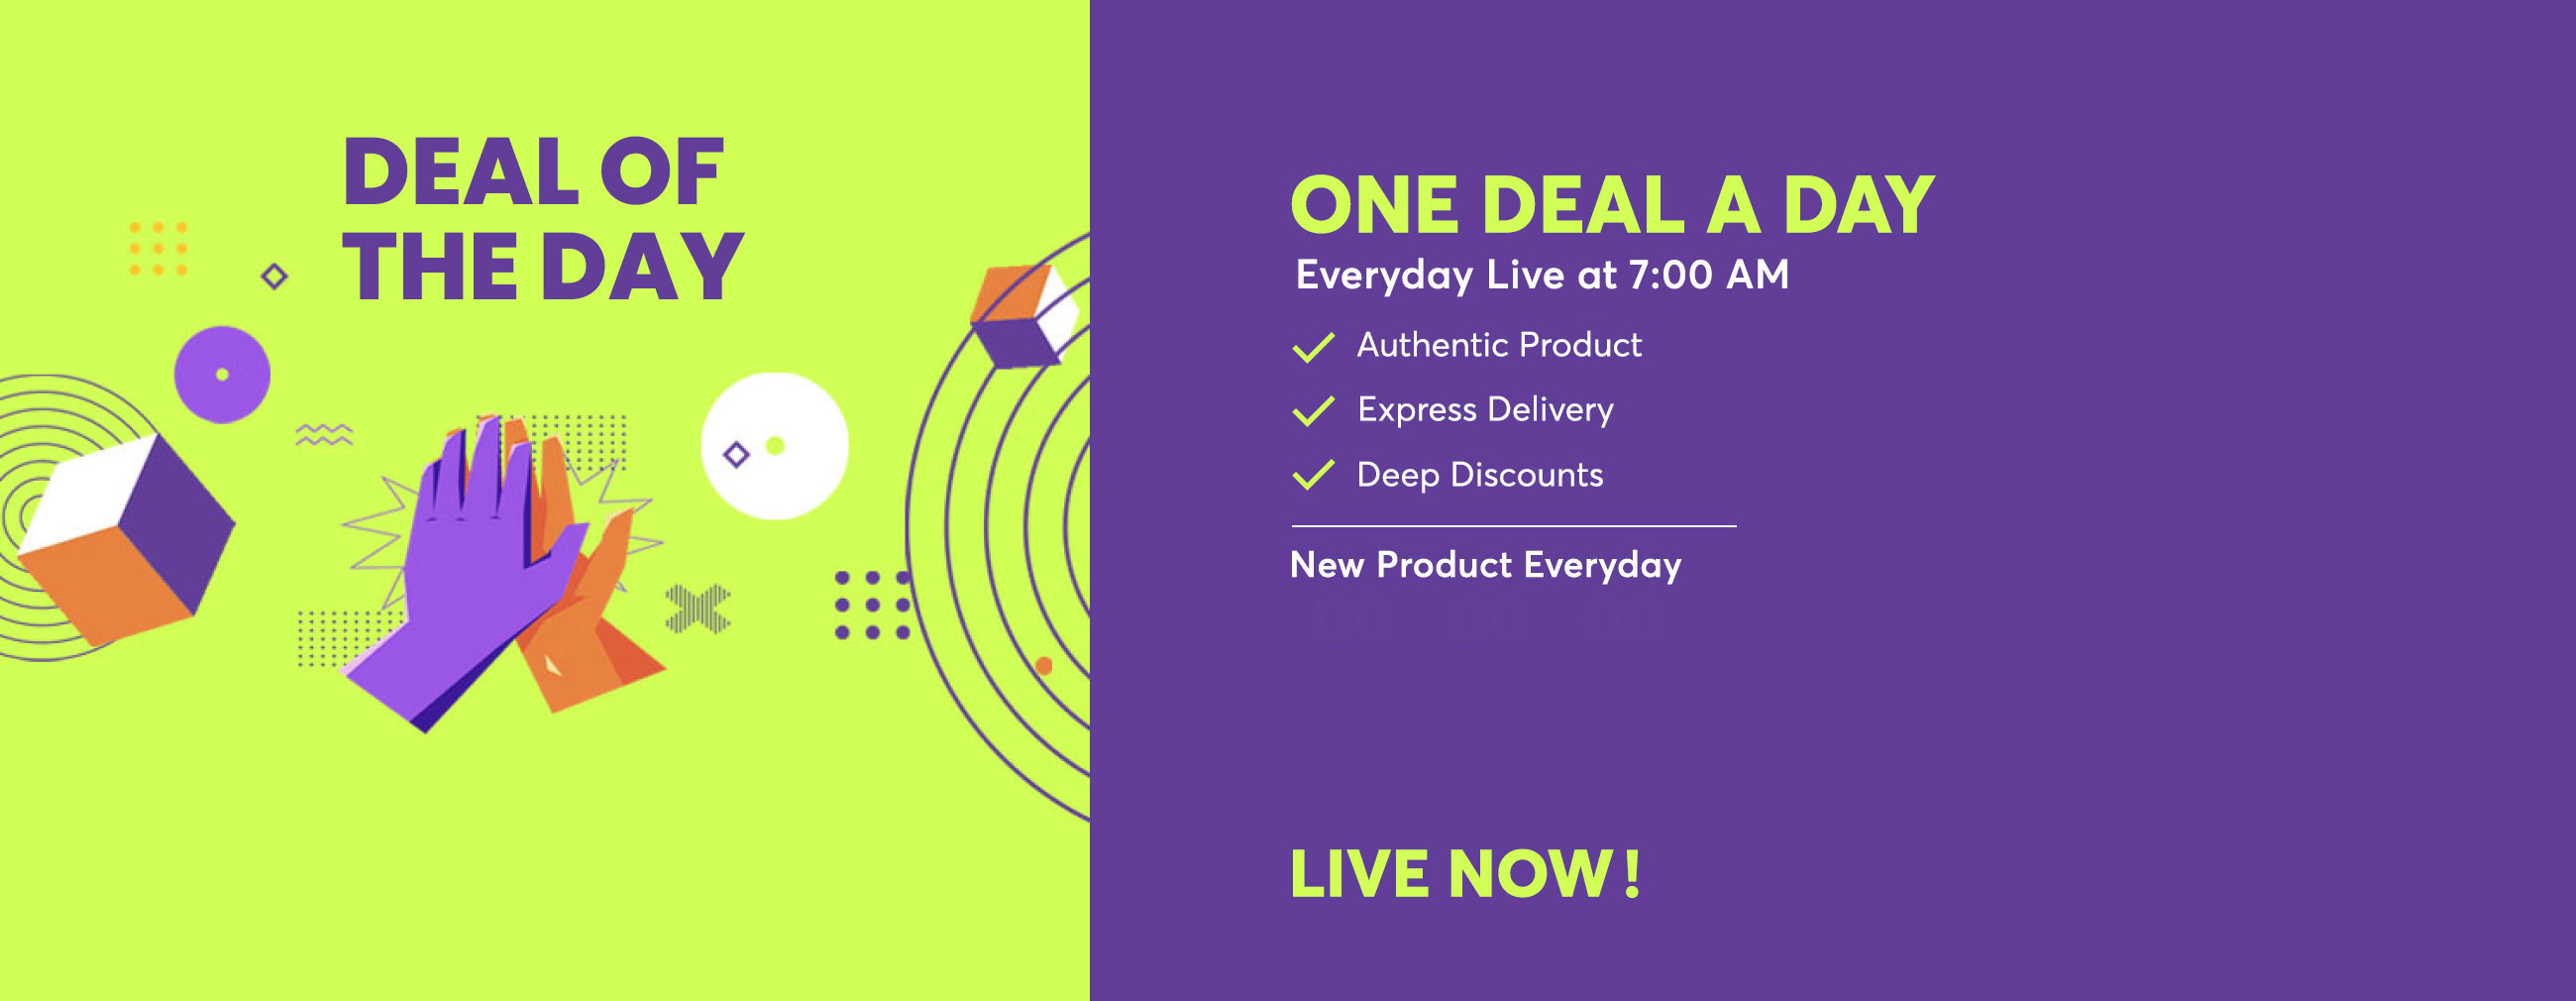 DEAL OF
THE DAY
ONE DEAL A DAY
Everyday Live at 7:00 AM
Authentic Product
Express Delivery
Deep Discounts
New Product Everyday
LIVE NOW!